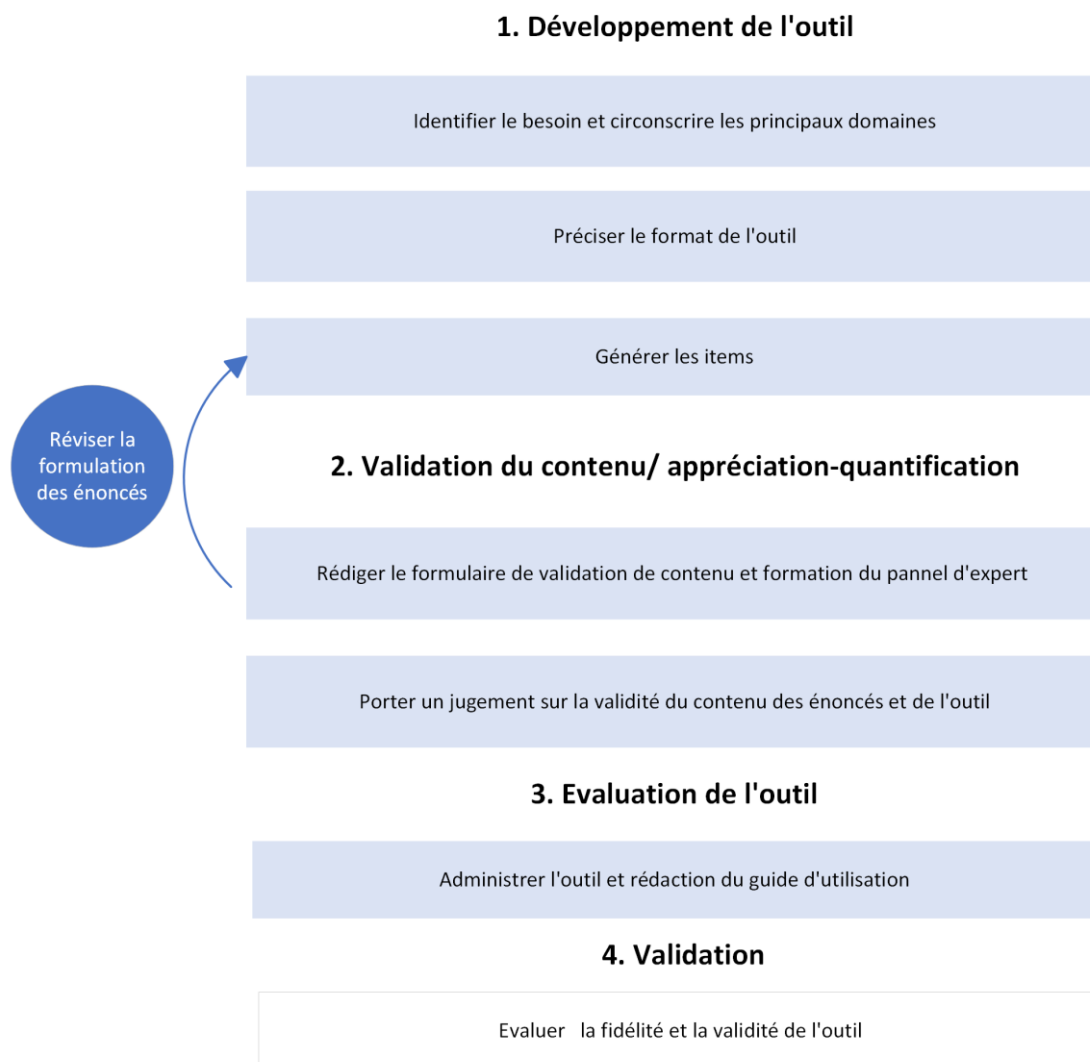 1. Développement de l'outil
Identifier le besoin et circonscrire les principaux domaines
Préciser le format de l'outil
Générer les items
Réviser la
formulation
des énoncés
2. Validation du contenu/ appréciation-quantification
Rédiger le formulaire de validation de contenu et formation du pannel d'expert
Porter un jugement sur la validité du contenu des énoncés et de l'outil
3. Evaluation de l'outil
Administrer l'outil et rédaction du guide d'utilisation
4. Validation
Evaluer la fidélité et la validité de l'outil